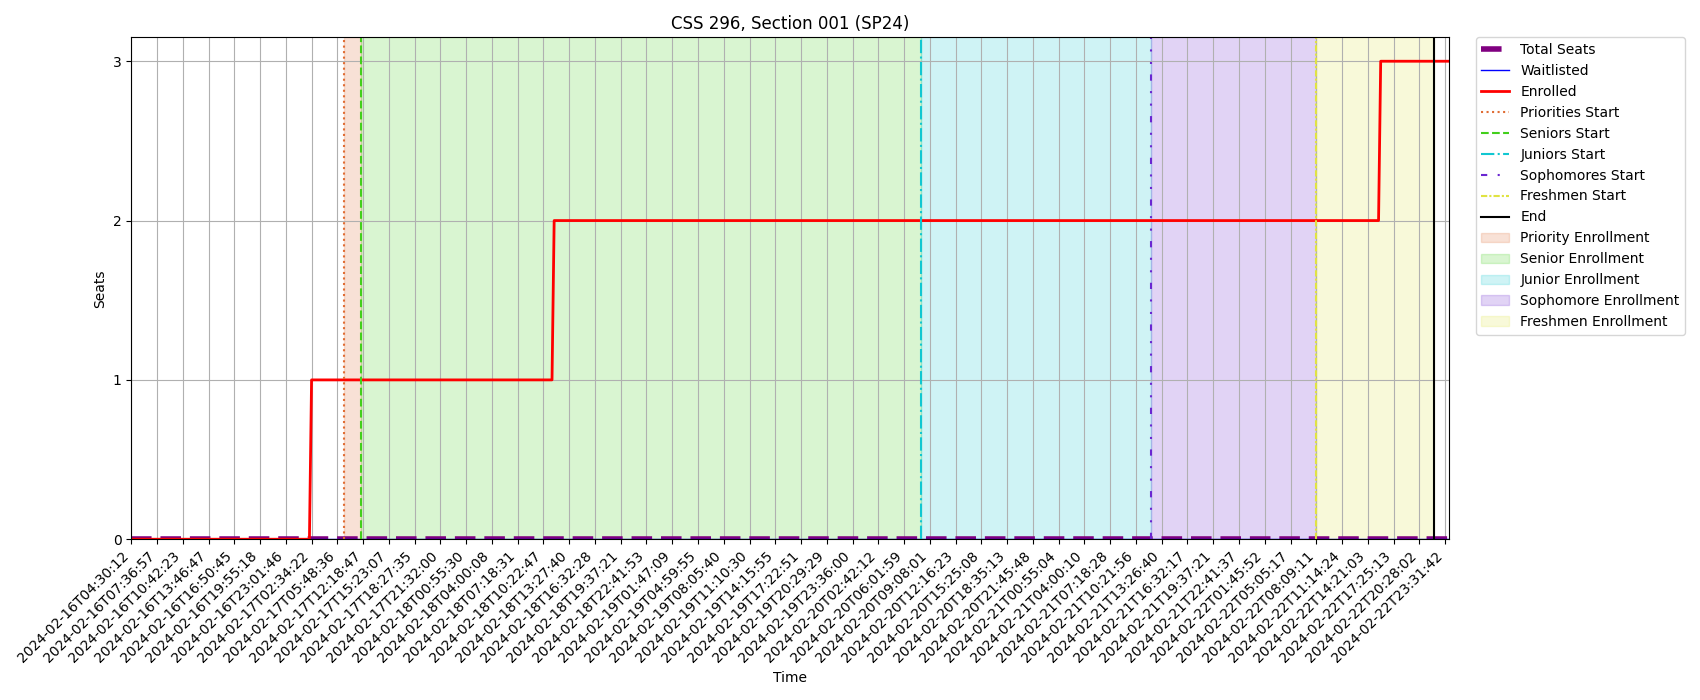 CSS 296, Section 001 (SP24)
Seats
3
2
1
0
2024-02-16T04:30:12
2024-02-16T07:36:57
2024-02-16T10:42:23
2024-02-16T13:46:47
2024-02-16T16:50:45
2024-02-16T19:55:18
2024-02-16T23:01:46
2024-02-17T02:34:22
2024-02-17T05:48:36
2024-02-17T12:18:47
2024-02-17T15:23:07
2024-02-17T18:27:35
2024-02-17T21:32:00
2024-02-18T00:55:30
2024-02-18T04:00:08
2024-02-18T07:18:31
2024-02-18T10:22:47
2024-02-18T13:27:40
2024-02-18T16:32:28
2024-02-18T19:37:21
2024-02-18T22:41:53
2024-02-19T01:47:09
2024-02-19T04:59:55
2024-02-19T08:05:40
2024-02-19T11:10:30
2024-02-19T14:15:55
2024-02-19T17:22:51
2024-02-19T20:29:29
2024-02-19T23:36:00
2024-02-20T02:42:12
2024-02-20T06:01:59
2024-02-20T09:08:01
2024-02-20T12:16:23
2024-02-20T15:25:08
2024-02-20T18:35:13
2024-02-20T21:45:48
2024-02-21T00:55:04
2024-02-21T04:00:10
2024-02-21T07:18:28
2024-02-21T10:21:56
2024-02-21T13:26:40
2024-02-21T16:32:17
2024-02-21T19:37:21
2024-02-21T22:41:37
2024-02-22T01:45:52
2024-02-22T05:05:17
2024-02-22T08:09:11
2024-02-22T11:14:24
2024-02-22T14:21:03
2024-02-22T17:25:13
2024-02-22T20:28:02
2024-02-22T23:31:42
Time
Total Seats
Waitlisted
Enrolled
Priorities Start
Seniors Start
Juniors Start
Sophomores Start
Freshmen Start
End
Priority Enrollment
Senior Enrollment
Junior Enrollment
Sophomore Enrollment
Freshmen Enrollment